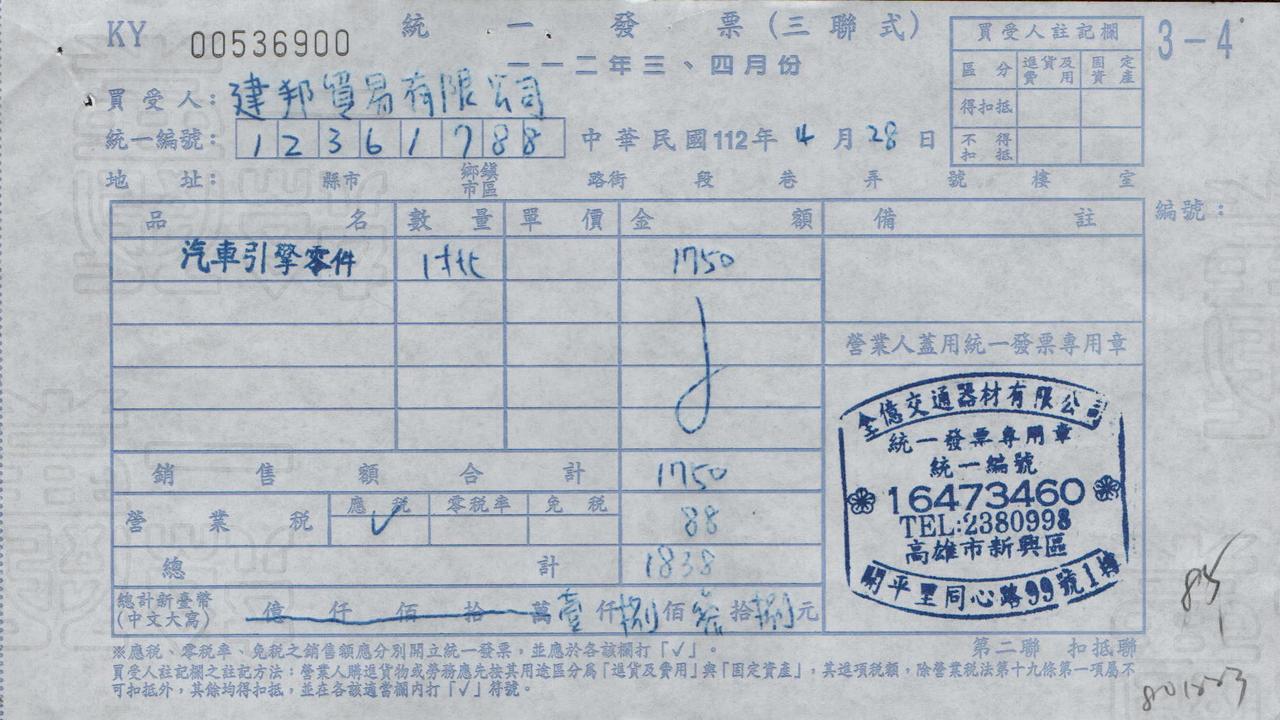 KY 00536900 統一發票(三聯式) 3-4
一一二年三、四月份
買受人註記欄
區分 進貨及費用 固定資產
得扣抵
不得扣抵
買受人：建邦貿易有限公司
統一編號：12361788 中華民國112年4月28日
地址： 縣市 鄉鎮市區 路街 段 巷 弄 號 樓 室
品名 數量 單價 金額 備註 編號：
汽車引擎零件 1批 1750
營業人蓋用統一發票專用章
全億交通器材有限公司
統一發票專用章
統一編號
16473460
TEL:2380998
高雄市新興區
開平里同心路99號1樓
銷售額合計 1750
營業稅 應稅 ✓ 零稅率 免稅 88
總計 1838
總計新臺幣(中文大寫) 億 仟 佰 拾 萬 壹仟捌佰參拾捌元
85
第二聯 扣抵聯
※應稅、零稅率、免稅之銷售額應分別開立統一發票，並應於各該欄打「✓」。
買受人註記欄之註記方法：營業人購進貨物或勞務應先按其用途區分為「進貨及費用」與「固定資產」，其進項稅額，除營業稅法第十九條第一項屬不
可扣抵外，其餘均得扣抵，並在各該適當欄內打「✓」符號。